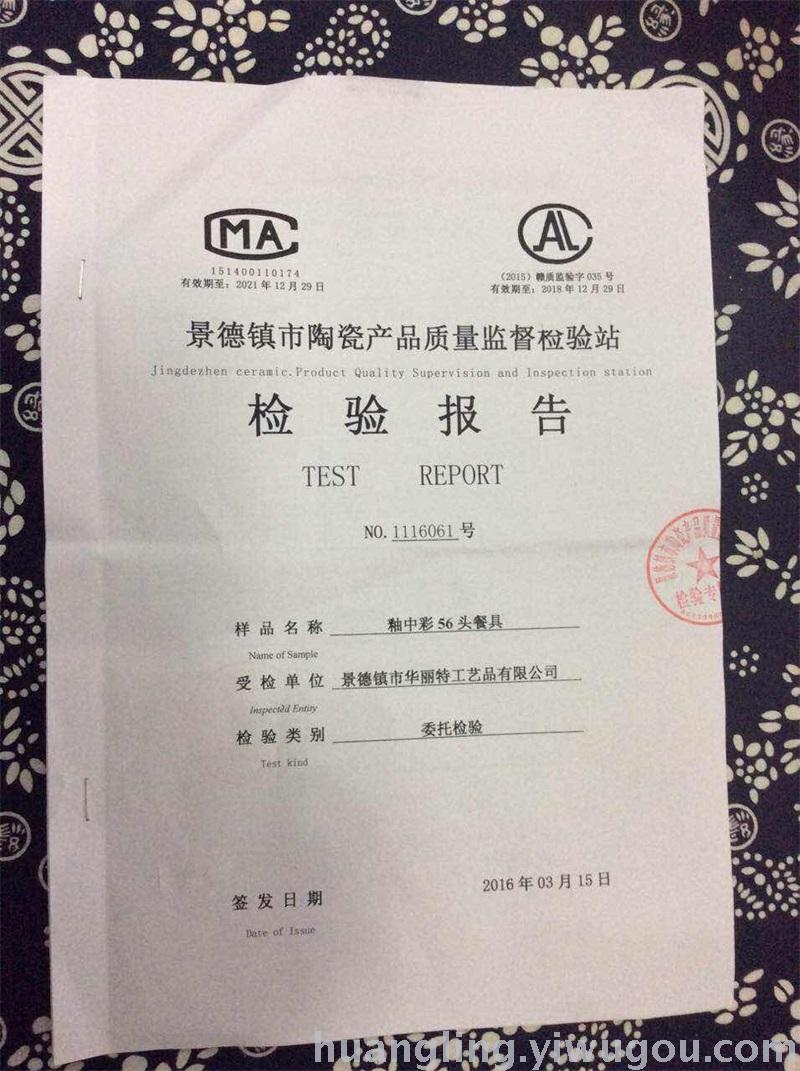 CMA
151400110174
有效期至：2021年12月29日
CAL
（2015）赣质监验字035号
有效期至：2018年12月29日
景德镇市陶瓷产品质量监督检验站
Jingdezhen ceramic.Product Quality Supervision and Inspection station
检验报告
TEST REPORT
NO.1116061号
样品名称 釉中彩56头餐具
Name of Sample
受检单位 景德镇市华丽特工艺品有限公司
Inspected Entity
检验类别 委托检验
Test kind
签发日期 2016年03月15日
Date of Issue
huangling.yiwugou.com